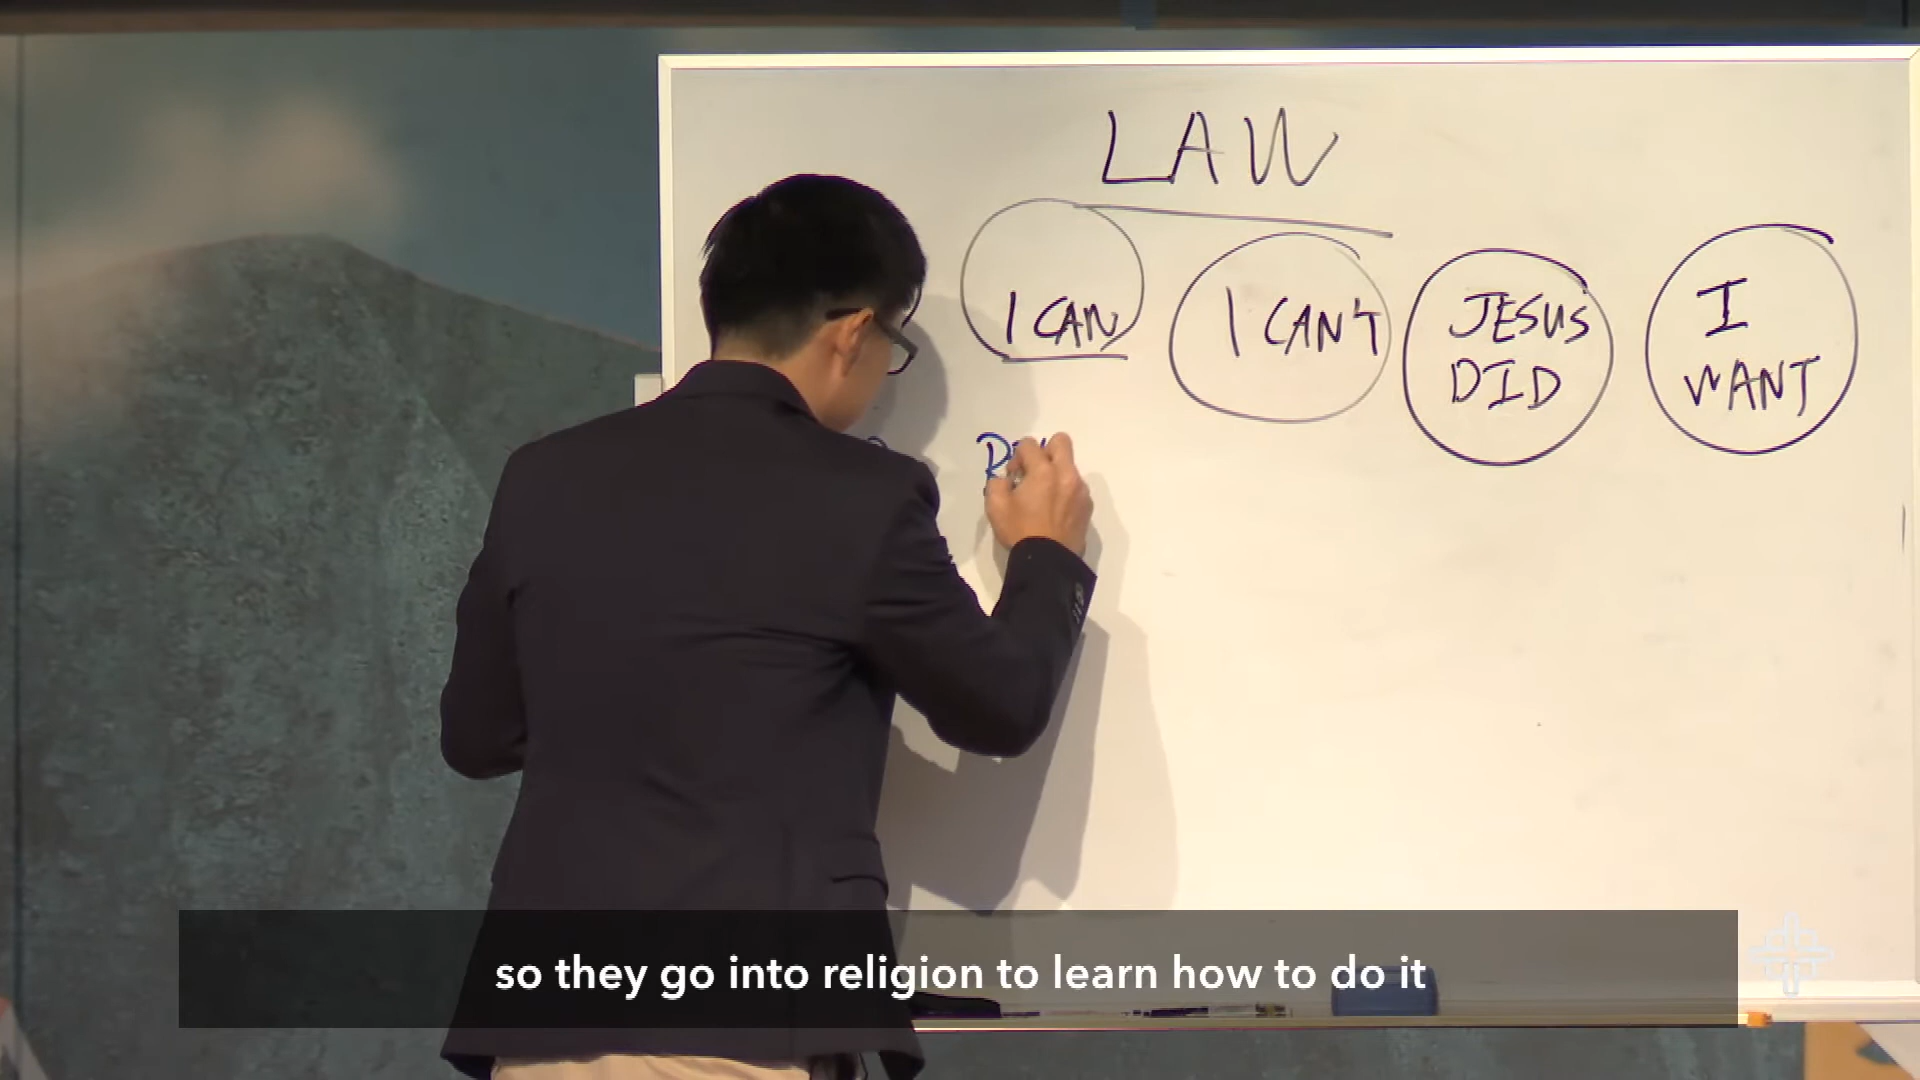 LAW
I CAN
I CAN'T
JESUS
DID
I
WANT
so they go into religion to learn how to do it